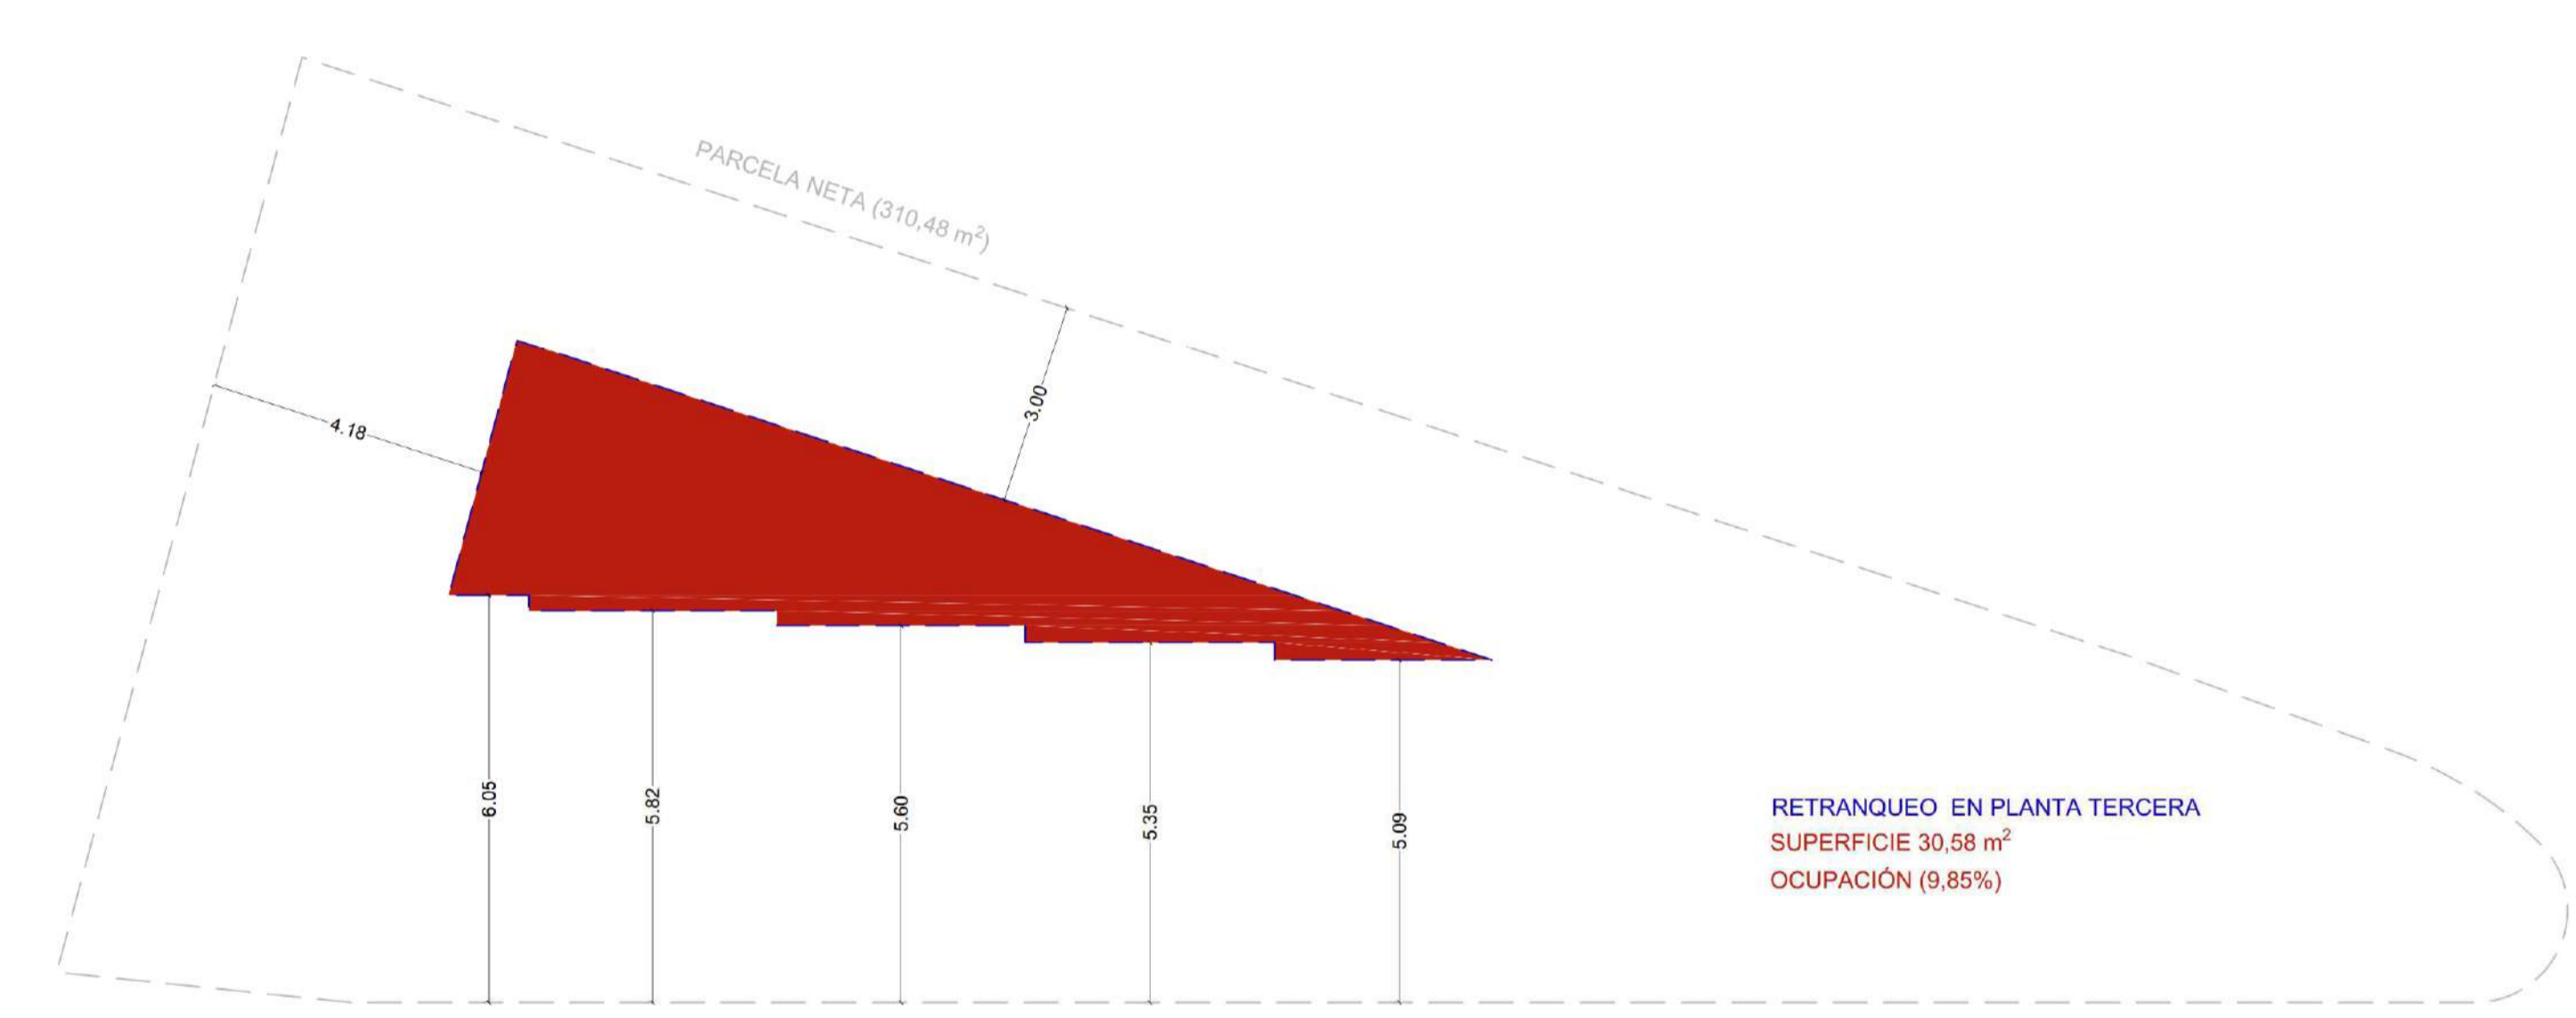 PARCELA NETA (310,48 m²)
3.00
4.18
6.05
5.82
5.60
5.35
5.09
RETRANQUEO EN PLANTA TERCERA
SUPERFICIE 30,58 m²
OCUPACIÓN (9,85%)